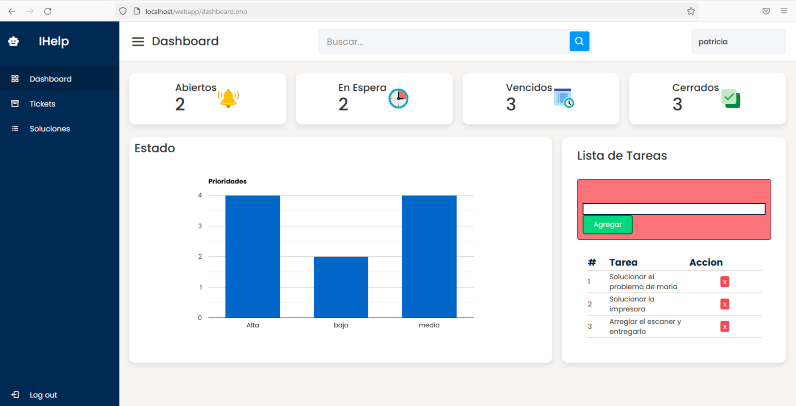 localhost/webapp/dashboard.php
IHelp
Dashboard
Buscar...
patricia
Dashboard
Tickets
Soluciones
Log out
Abiertos
2
En Espera
2
Vencidos
3
Cerrados
3
Estado
Prioridades
4
3
2
1
0
Alta
bajo
media
Lista de Tareas
Agregar
# Tarea Accion
1 Solucionar el
problema de maria
x
2 Solucionar la
impresora
x
3 Arreglar el escaner y
entregarlo
x